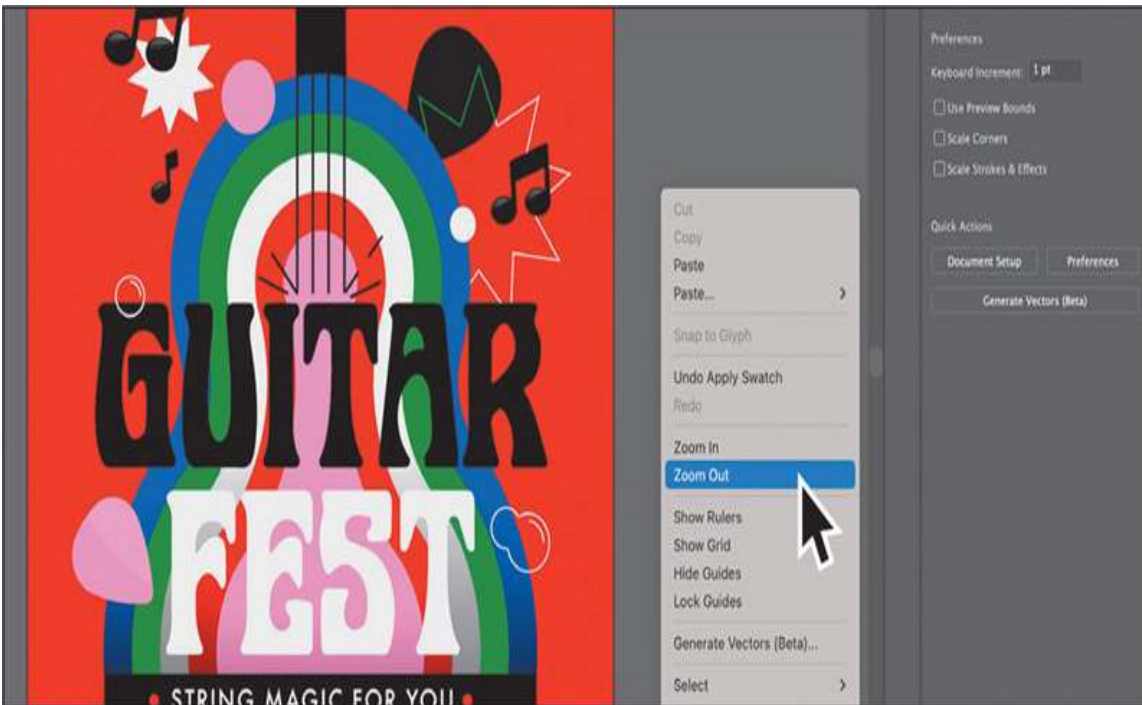 GUITAR
FEST
• STRING MAGIC FOR YOU •
Cut
Copy
Paste
Paste...
Snap to Glyph
Undo Apply Swatch
Redo
Zoom In
Zoom Out
Show Rulers
Show Grid
Hide Guides
Lock Guides
Generate Vectors (Beta)...
Select
Preferences
Keyboard Increment: 1 pt
Use Preview Bounds
Scale Corners
Scale Strokes & Effects
Quick Actions
Document Setup
Preferences
Generate Vectors (Beta)